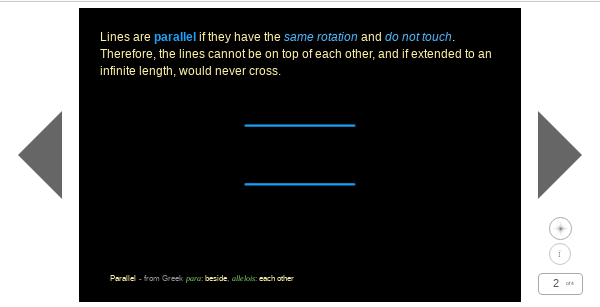 Lines are parallel if they have the same rotation and do not touch.
Therefore, the lines cannot be on top of each other, and if extended to an
infinite length, would never cross.
Parallel - from Greek para: beside, allelois: each other
i
2